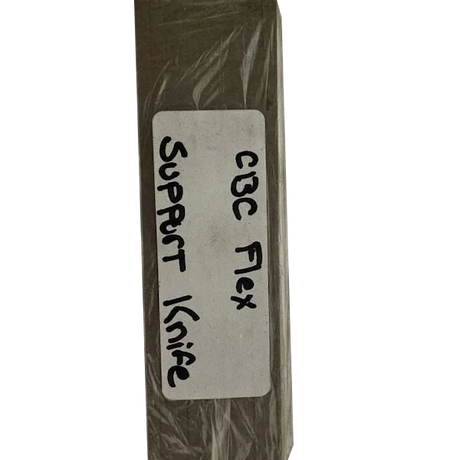 CBC Flex
Support Knife